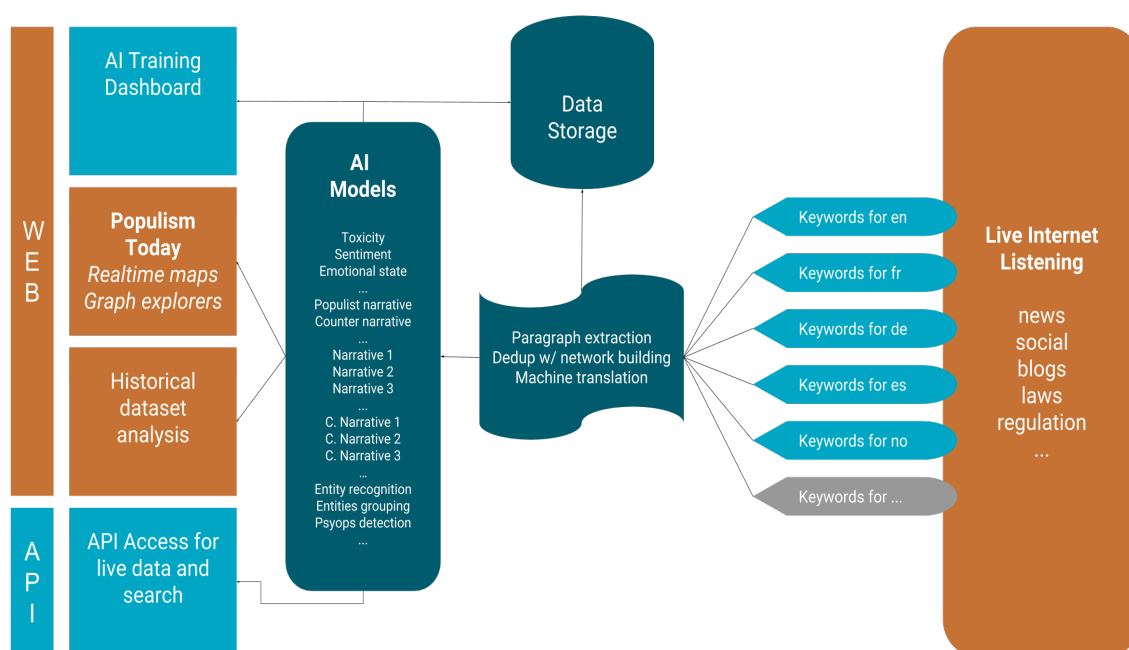 WEB
AI Training
Dashboard
Populism
Today
Realtime maps
Graph explorers
Historical
dataset
analysis
API
API Access for
live data and
search
AI
Models
Toxicity
Sentiment
Emotional state
...
Populist narrative
Counter narrative
...
Narrative 1
Narrative 2
Narrative 3
...
C. Narrative 1
C. Narrative 2
C. Narrative 3
...
Entity recognition
Entities grouping
Psyops detection
...
Data
Storage
Paragraph extraction
Dedup w/ network building
Machine translation
Keywords for en
Keywords for fr
Keywords for de
Keywords for es
Keywords for no
Keywords for ...
Live Internet
Listening
news
social
blogs
laws
regulation
...